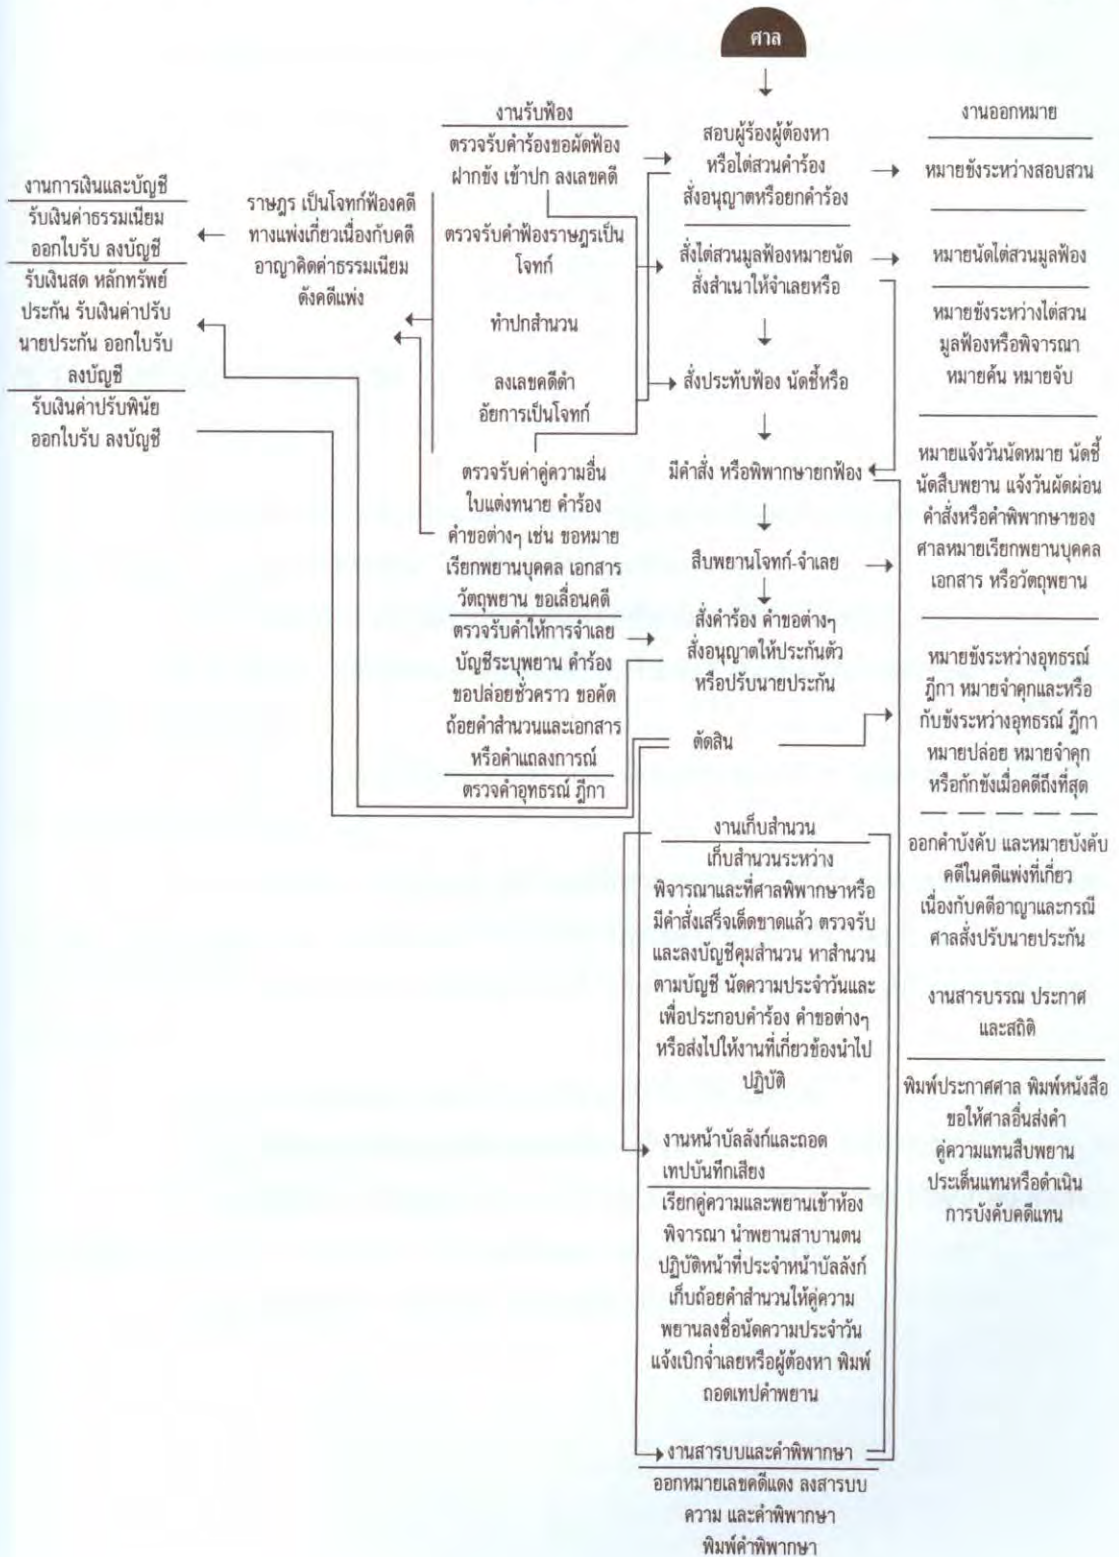 ศาล
งานการเงินและบัญชี
รับเงินค่าธรรมเนียม
ออกใบรับ ลงบัญชี
รับเงินสด หลักทรัพย์
ประกัน รับเงินค่าปรับ
นายประกัน ออกใบรับ
ลงบัญชี
รับเงินค่าปรับพินัย
ออกใบรับ ลงบัญชี
ราษฎร เป็นโจทก์ฟ้องคดี
ทางแพ่งเกี่ยวเนื่องกับคดี
อาญาคิดค่าธรรมเนียม
ดังคดีแพ่ง
งานรับฟ้อง
ตรวจรับคำร้องขอผัดฟ้อง
ฝากขัง เข้าปก ลงเลขคดี
ตรวจรับคำฟ้องราษฎรเป็น
โจทก์
ทำปกสำนวน
ลงเลขคดีดำ
อัยการเป็นโจทก์
ตรวจรับคำคู่ความอื่น
ใบแต่งทนาย คำร้อง
คำขอต่างๆ เช่น ขอหมาย
เรียกพยานบุคคล เอกสาร
วัตถุพยาน ขอเลื่อนคดี
ตรวจรับคำให้การจำเลย
บัญชีระบุพยาน คำร้อง
ขอปล่อยชั่วคราว ขอคัด
ถ้อยคำสำนวนและเอกสาร
หรือคำแถลงการณ์
ตรวจคำอุทธรณ์ ฎีกา
สอบผู้ร้องผู้ต้องหา
หรือไต่สวนคำร้อง
สั่งอนุญาตหรือยกคำร้อง
สั่งไต่สวนมูลฟ้องหมายนัด
สั่งสำเนาให้จำเลยหรือ
สั่งประทับฟ้อง นัดชี้หรือ
มีคำสั่ง หรือพิพากษายกฟ้อง
สืบพยานโจทก์-จำเลย
สั่งคำร้อง คำขอต่างๆ
สั่งอนุญาตให้ประกันตัว
หรือปรับนายประกัน
ตัดสิน
งานเก็บสำนวน
เก็บสำนวนระหว่าง
พิจารณาและที่ศาลพิพากษาหรือ
มีคำสั่งเสร็จเด็ดขาดแล้ว ตรวจรับ
และลงบัญชีคุมสำนวน หาสำนวน
ตามบัญชี นัดความประจำวันและ
เพื่อประกอบคำร้อง คำขอต่างๆ
หรือส่งไปให้งานที่เกี่ยวข้องนำไป
ปฏิบัติ
งานหน้าบัลลังก์และถอด
เทปบันทึกเสียง
เรียกคู่ความและพยานเข้าห้อง
พิจารณา นำพยานสาบานตน
ปฏิบัติหน้าที่ประจำหน้าบัลลังก์
เก็บถ้อยคำสำนวนให้คู่ความ
พยานลงชื่อนัดความประจำวัน
แจ้งเบิกจำเลยหรือผู้ต้องหา พิมพ์
ถอดเทปคำพยาน
งานสารบบและคำพิพากษา
ออกหมายเลขคดีแดง ลงสารบบ
ความ และคำพิพากษา
พิมพ์คำพิพากษา
งานออกหมาย
หมายขังระหว่างสอบสวน
หมายนัดไต่สวนมูลฟ้อง
หมายขังระหว่างไต่สวน
มูลฟ้องหรือพิจารณา
หมายค้น หมายจับ
หมายแจ้งวันนัดหมาย นัดชี้
นัดสืบพยาน แจ้งวันผัดผ่อน
คำสั่งหรือคำพิพากษาของ
ศาลหมายเรียกพยานบุคคล
เอกสาร หรือวัตถุพยาน
หมายขังระหว่างอุทธรณ์
ฎีกา หมายจำคุกและหรือ
กับขังระหว่างอุทธรณ์ ฎีกา
หมายปล่อย หมายจำคุก
หรือกักขังเมื่อคดีถึงที่สุด
ออกคำบังคับ และหมายบังคับ
คดีในคดีแพ่งที่เกี่ยว
เนื่องกับคดีอาญาและกรณี
ศาลสั่งปรับนายประกัน
งานสารบรรณ ประกาศ
และสถิติ
พิมพ์ประกาศศาล พิมพ์หนังสือ
ขอให้ศาลอื่นส่งคำ
คู่ความแทนสืบพยาน
ประเด็นแทนหรือดำเนิน
การบังคับคดีแทน